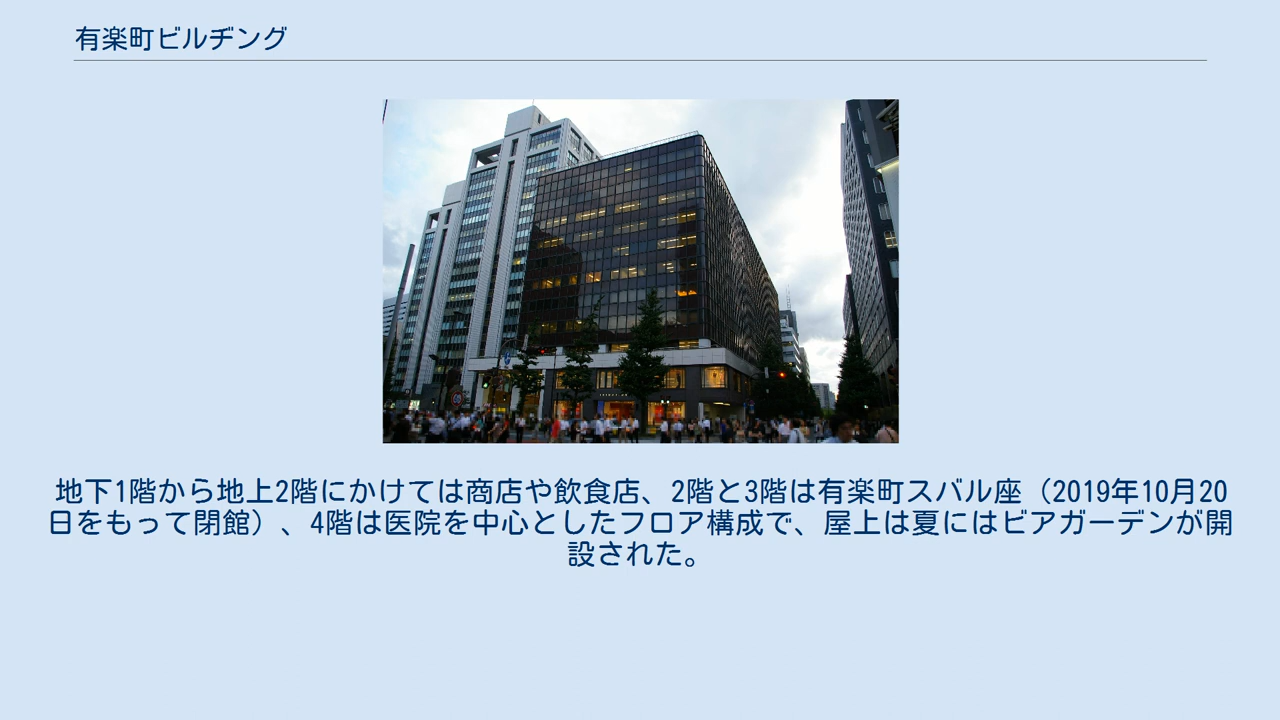 有楽町ビルヂング
地下1階から地上2階にかけては商店や飲食店、2階と3階は有楽町スバル座（2019年10月20
日をもって閉館）、4階は医院を中心としたフロア構成で、屋上は夏にはビアガーデンが開
設された。